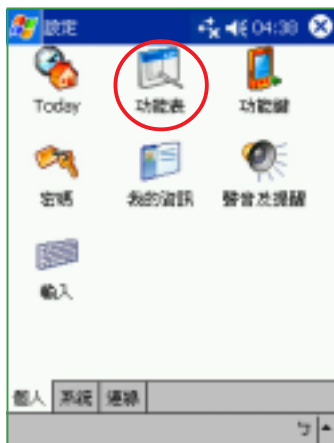 設定 04:38
Today 功能表 功能鍵
密碼 我的資訊 聲音及提醒
輸入
個人 系統 連線
ㄅ